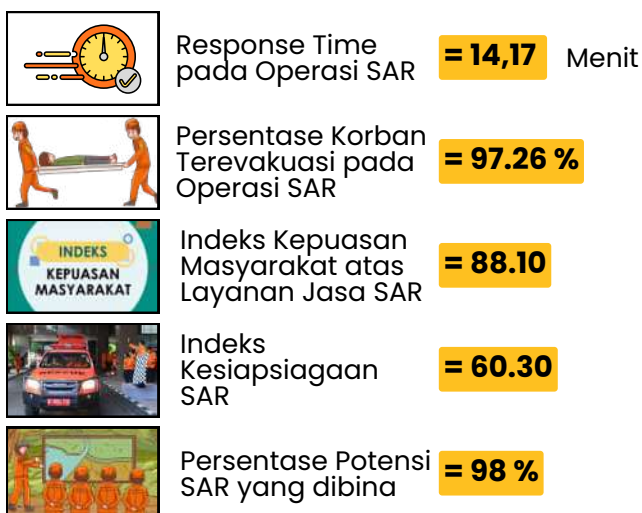 Response Time
pada Operasi SAR
= 14,17 Menit
Persentase Korban
Terevakuasi pada
Operasi SAR
= 97.26 %
INDEKS
KEPUASAN
MASYARAKAT
Indeks Kepuasan
Masyarakat atas
Layanan Jasa SAR
= 88.10
Indeks
Kesiapsiagaan
SAR
= 60.30
Persentase Potensi
SAR yang dibina
= 98 %